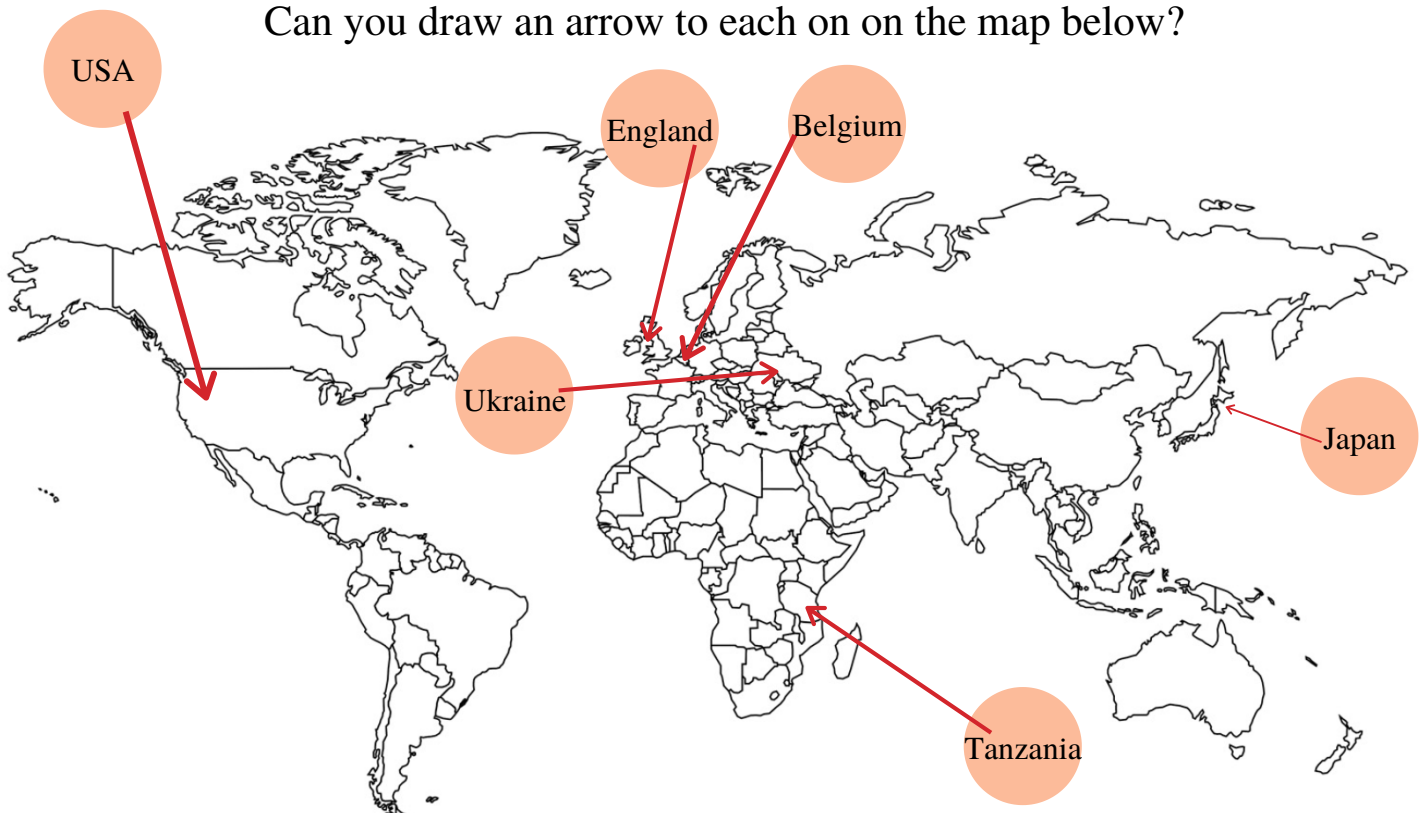 Can you draw an arrow to each on on the map below?
USA
England
Belgium
Ukraine
Japan
Tanzania